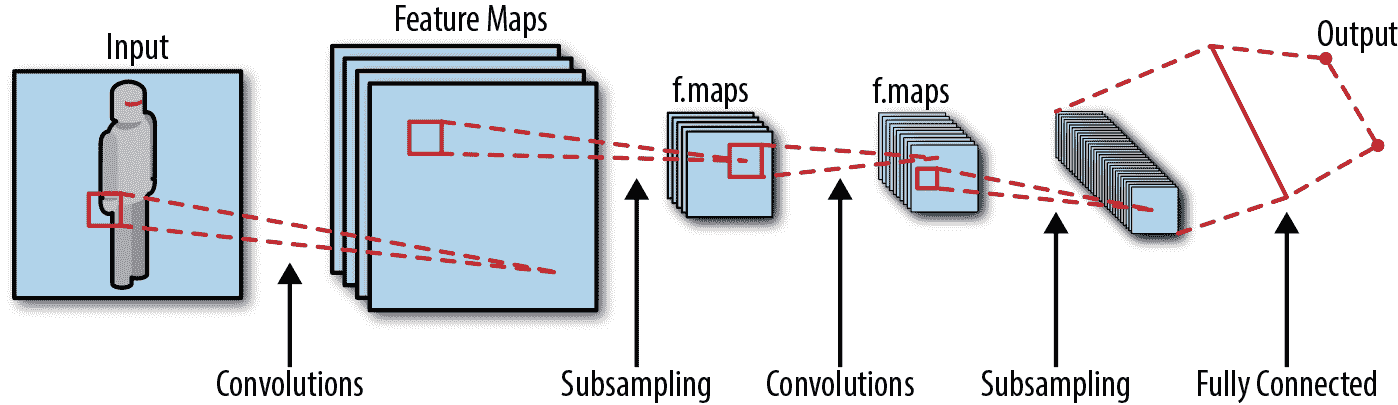 Input
Feature Maps
f.maps
f.maps
Output
Convolutions
Subsampling
Convolutions
Subsampling
Fully Connected